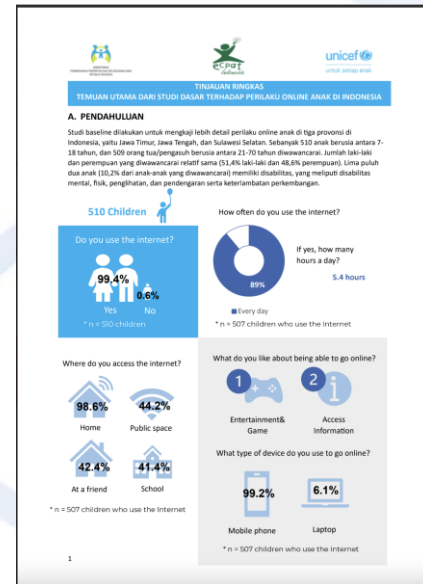 ecpat
Indonesia
unicef
untuk setiap anak
TINJAUAN RINGKAS
TEMUAN UTAMA DARI STUDI DASAR TERHADAP PERILAKU ONLINE ANAK DI INDONESIA
A. PENDAHULUAN
Studi baseline dilakukan untuk mengkaji lebih detail perilaku online anak di tiga provonsi di
Indonesia, yaitu Jawa Timur, Jawa Tengah, dan Sulawesi Selatan. Sebanyak 510 anak berusia antara 7-
18 tahun, dan 509 orang tua/pengasuh berusia antara 21-70 tahun diwawancarai. Jumlah laki-laki
dan perempuan yang diwawancarai relatif sama (51,4% laki-laki dan 48,6% perempuan). Lima puluh
dua anak (10,2% dari anak-anak yang diwawancarai) memiliki disabilitas, yang meliputi disabilitas
mental, fisik, penglihatan, dan pendengaran serta keterlambatan perkembangan.
510 Children
Do you use the internet?
99.4%
0.6%
Yes No
* n = 510 children
How often do you use the internet?
89%
Every day
If yes, how many
hours a day?
5.4 hours
* n = 507 children who use the Internet
Where do you access the internet?
98.6% 44.2%
Home Public space
42.4% 41.4%
At a friend School
* n = 507 children who use the Internet
What do you like about being able to go online?
1 2
Entertainment& Access
Game Information
What type of device do you use to go online?
99.2% 6.1%
Mobile phone Laptop
* n = 507 children who use the Internet
1